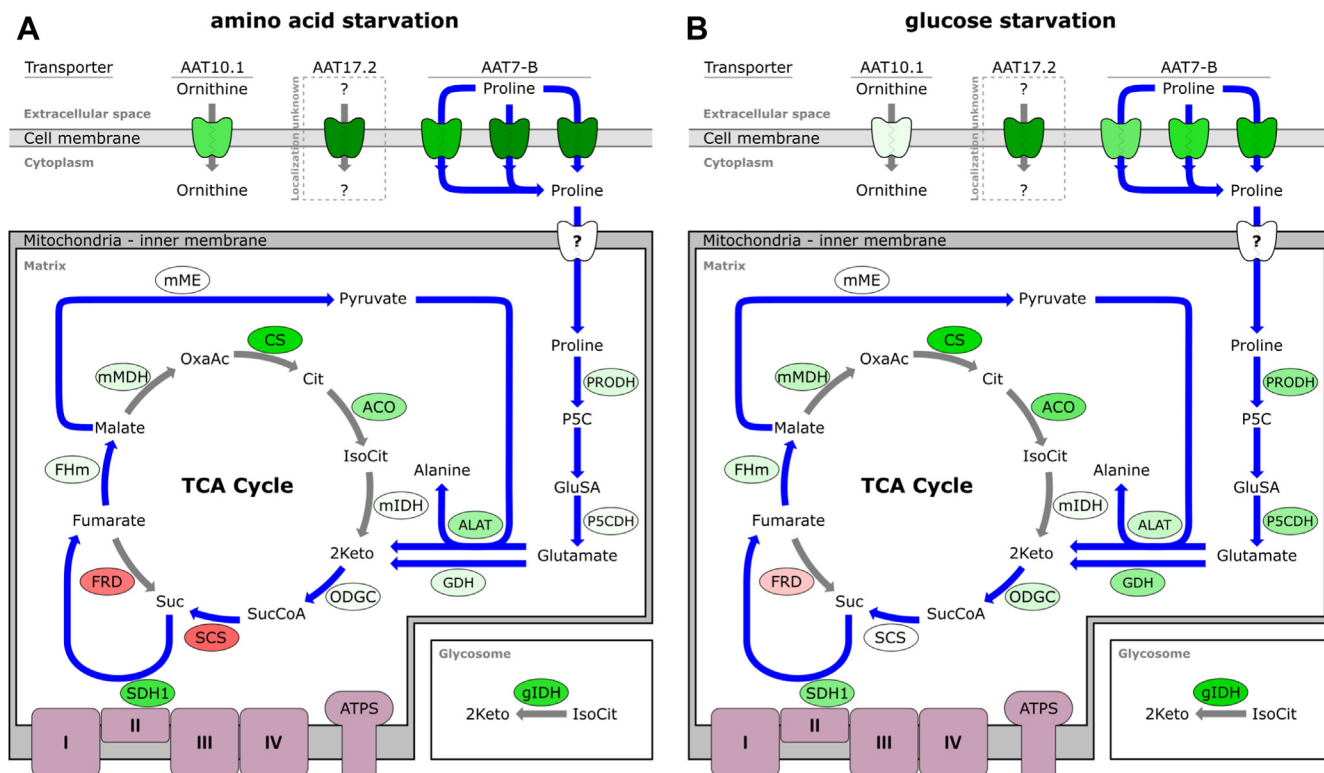 A
amino acid starvation
Transporter
AAT10.1
AAT17.2
AAT7-B
Ornithine
?
Proline
Extracellular space
Cell membrane
Cytoplasm
Localization unknown
Ornithine
?
Proline
Mitochondria - inner membrane
?
Matrix
mME
Pyruvate
CS
OxaAc
Proline
mMDH
Cit
PRODH
ACO
Malate
P5C
IsoCit
FHm
TCA Cycle
Alanine
GluSA
mIDH
Fumarate
ALAT
P5CDH
2Keto
Glutamate
FRD
GDH
ODGC
Suc
SucCoA
SCS
Glycosome
SDH1
gIDH
ATPS
2Keto
IsoCit
I
II
III
IV
B
glucose starvation
Transporter
AAT10.1
AAT17.2
AAT7-B
Ornithine
?
Proline
Extracellular space
Cell membrane
Cytoplasm
Localization unknown
Ornithine
?
Proline
Mitochondria - inner membrane
?
Matrix
mME
Pyruvate
CS
OxaAc
Proline
mMDH
Cit
PRODH
ACO
Malate
P5C
IsoCit
FHm
TCA Cycle
Alanine
GluSA
mIDH
Fumarate
ALAT
P5CDH
2Keto
Glutamate
FRD
GDH
ODGC
Suc
SucCoA
SCS
Glycosome
SDH1
gIDH
ATPS
2Keto
IsoCit
I
II
III
IV